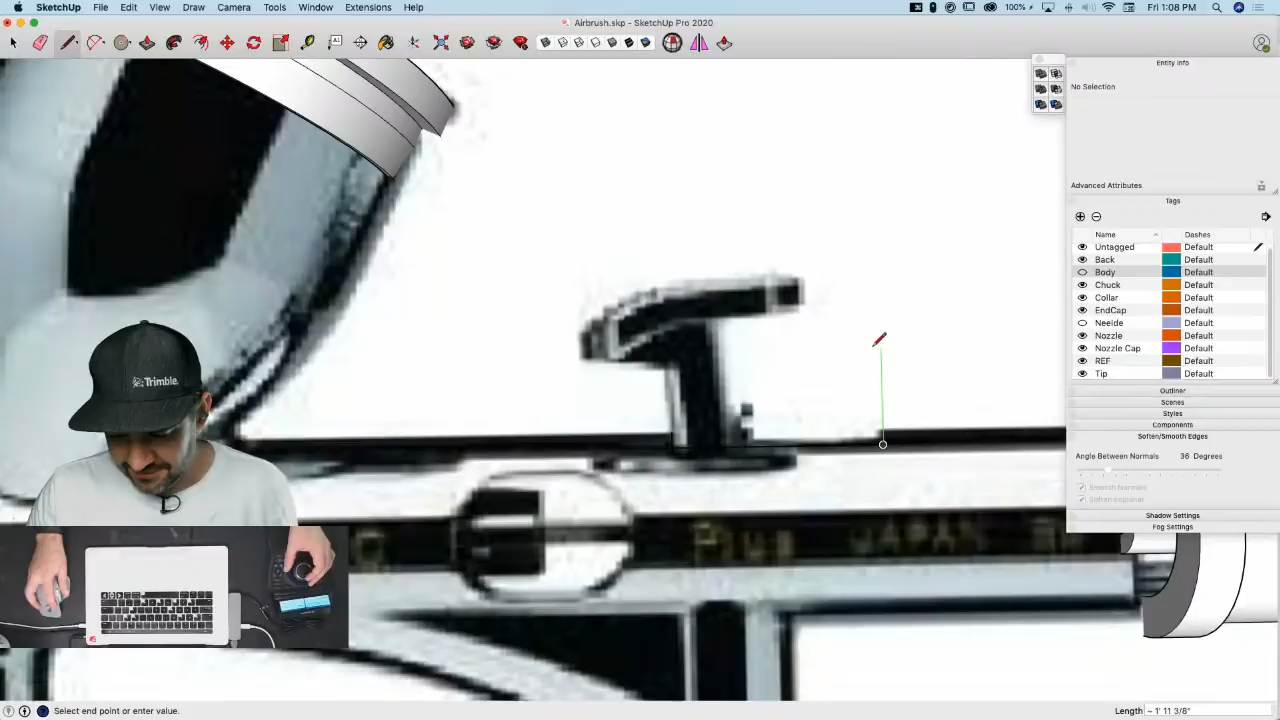 SketchUp File Edit View Draw Camera Tools Window Extensions Help
100% Fri 1:08 PM
Airbrush.skp - SketchUp Pro 2020
Entity Info
No Selection
Advanced Attributes
Tags
Name Dashes
Untagged Default
Back Default
Body Default
Chuck Default
Collar Default
EndCap Default
Neeide Default
Nozzle Default
Nozzle Cap Default
REF Default
Tip Default
Outliner
Scenes
Styles
Components
Soften/Smooth Edges
Angle Between Normals 36 Degrees
Smooth Normals
Soften coplanar
Shadow Settings
Fog Settings
Trimble
JAPAN
Select end point or enter value.
Length ~ 1' 11 3/8"